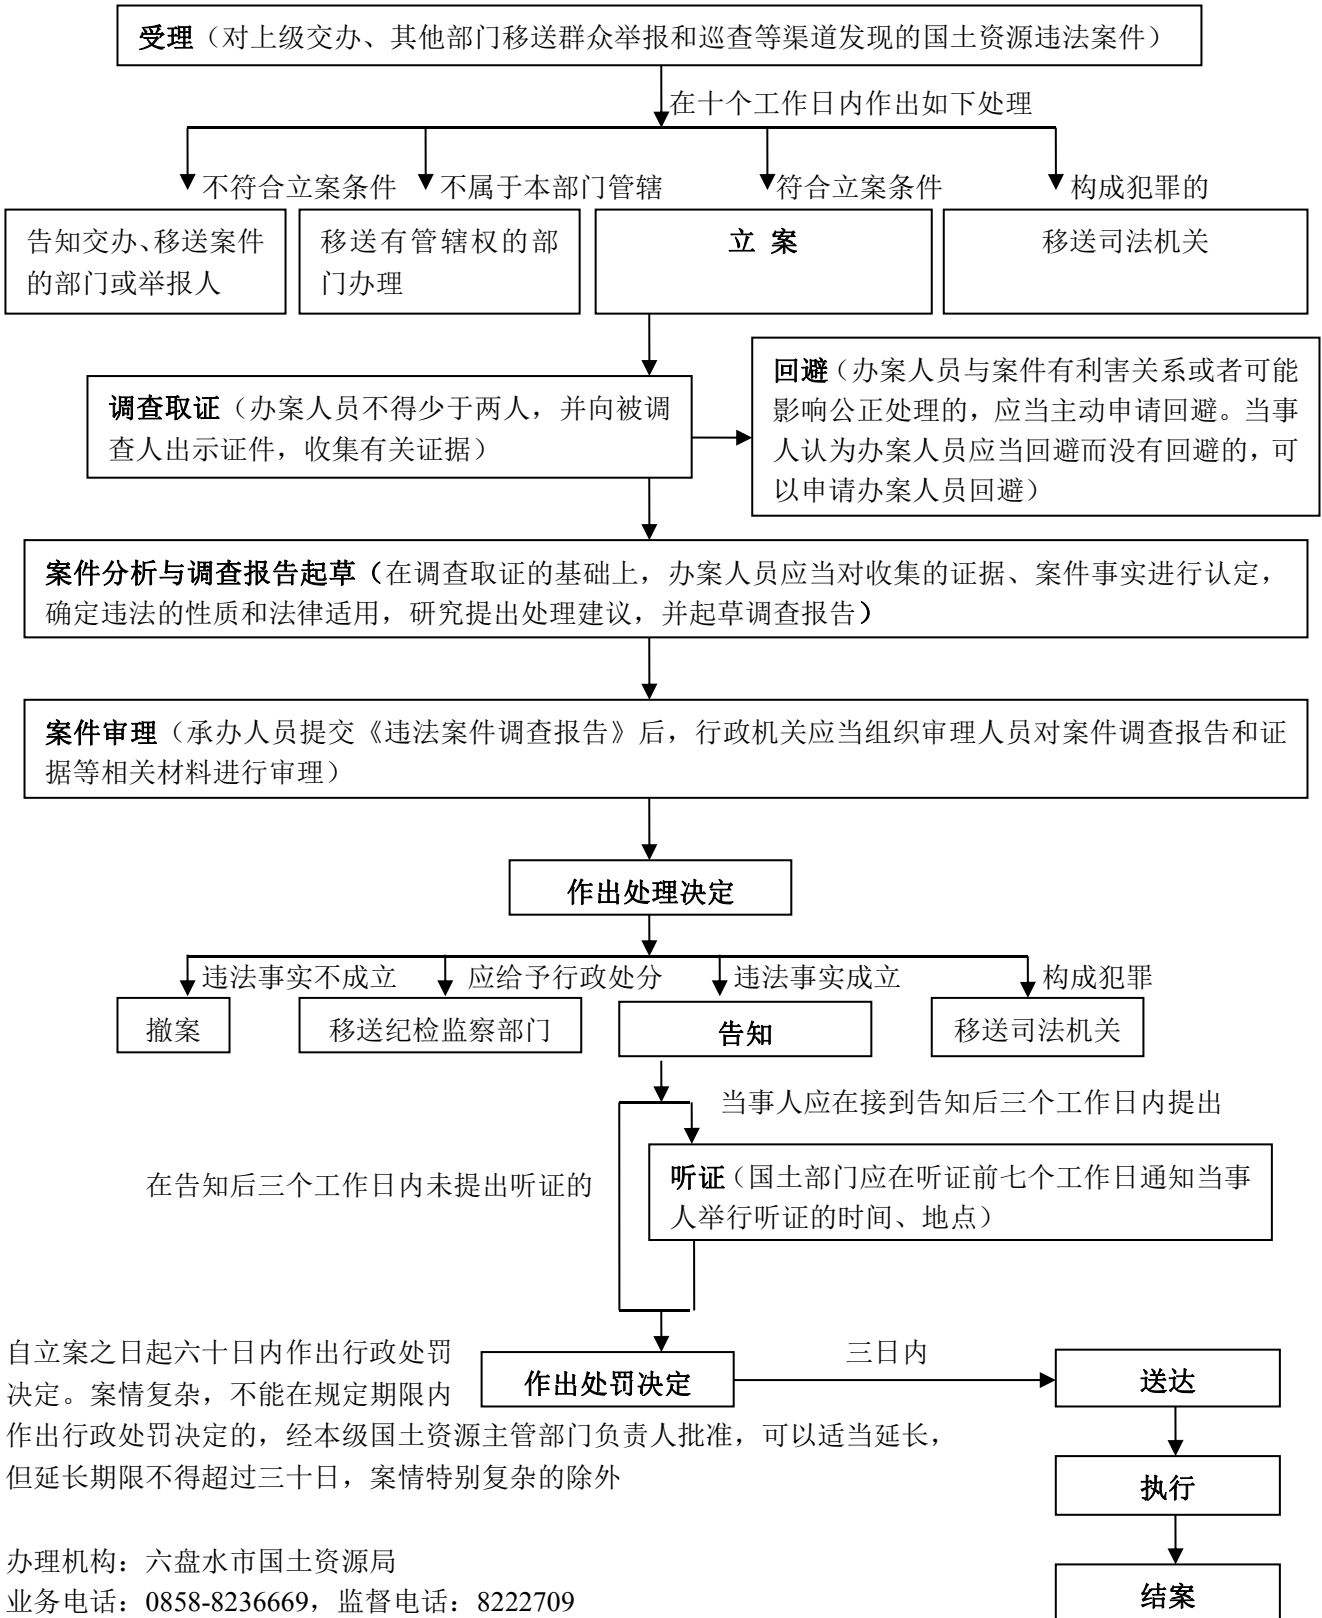 受理（对上级交办、其他部门移送群众举报和巡查等渠道发现的国土资源违法案件）
在十个工作日内作出如下处理
不符合立案条件
不属于本部门管辖
符合立案条件
构成犯罪的
告知交办、移送案件
的部门或举报人
移送有管辖权的部
门办理
立 案
移送司法机关
调查取证（办案人员不得少于两人，并向被调
查人出示证件，收集有关证据）
回避（办案人员与案件有利害关系或者可能
影响公正处理的，应当主动申请回避。当事
人认为办案人员应当回避而没有回避的，可
以申请办案人员回避）
案件分析与调查报告起草（在调查取证的基础上，办案人员应当对收集的证据、案件事实进行认定，
确定违法的性质和法律适用，研究提出处理建议，并起草调查报告）
案件审理（承办人员提交《违法案件调查报告》后，行政机关应当组织审理人员对案件调查报告和证
据等相关材料进行审理）
作出处理决定
违法事实不成立
应给予行政处分
违法事实成立
构成犯罪
撤案
移送纪检监察部门
告知
移送司法机关
当事人应在接到告知后三个工作日内提出
在告知后三个工作日内未提出听证的
听证（国土部门应在听证前七个工作日通知当事
人举行听证的时间、地点）
自立案之日起六十日内作出行政处罚
决定。案情复杂，不能在规定期限内
作出行政处罚决定的，经本级国土资源主管部门负责人批准，可以适当延长，
但延长期限不得超过三十日，案情特别复杂的除外
作出处罚决定
三日内
送达
执行
结案
办理机构：六盘水市国土资源局
业务电话：0858-8236669，监督电话：8222709